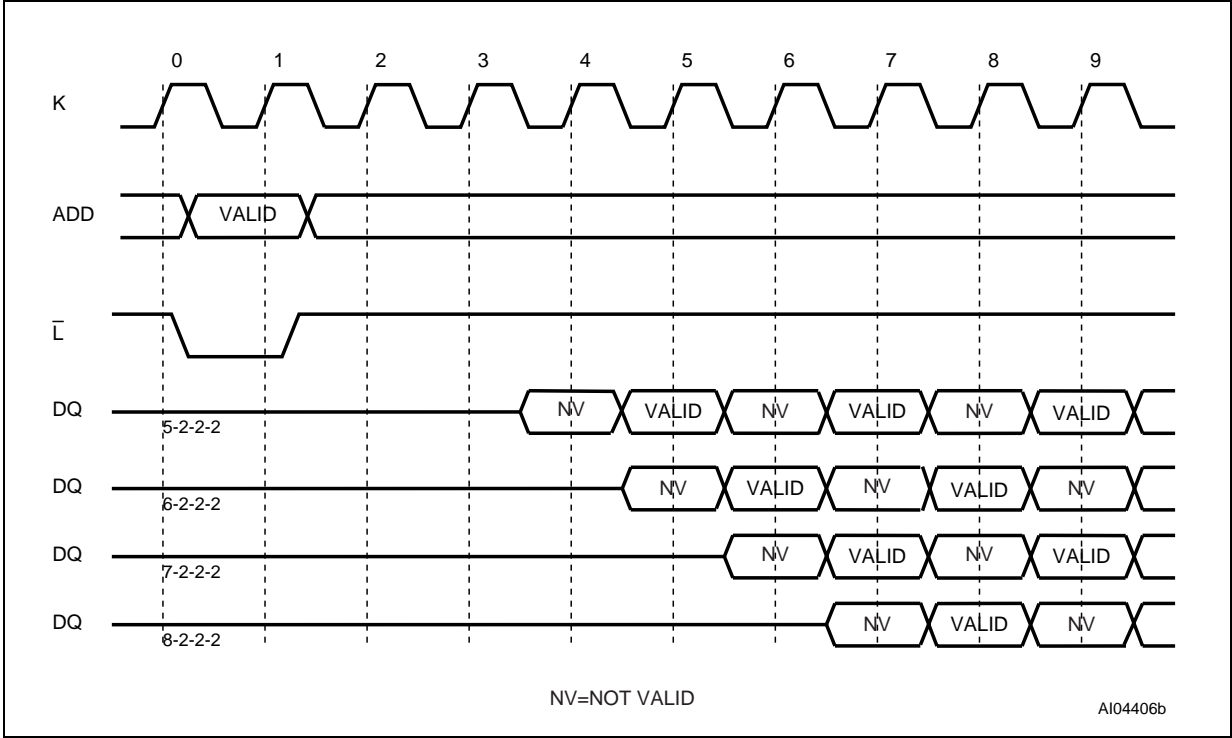 0 1 2 3 4 5 6 7 8 9
K
ADD VALID
L̅
DQ NV VALID NV VALID NV VALID
5-2-2-2
DQ NV VALID NV VALID NV
6-2-2-2
DQ NV VALID NV VALID
7-2-2-2
DQ NV VALID NV
8-2-2-2
NV=NOT VALID
AI04406b